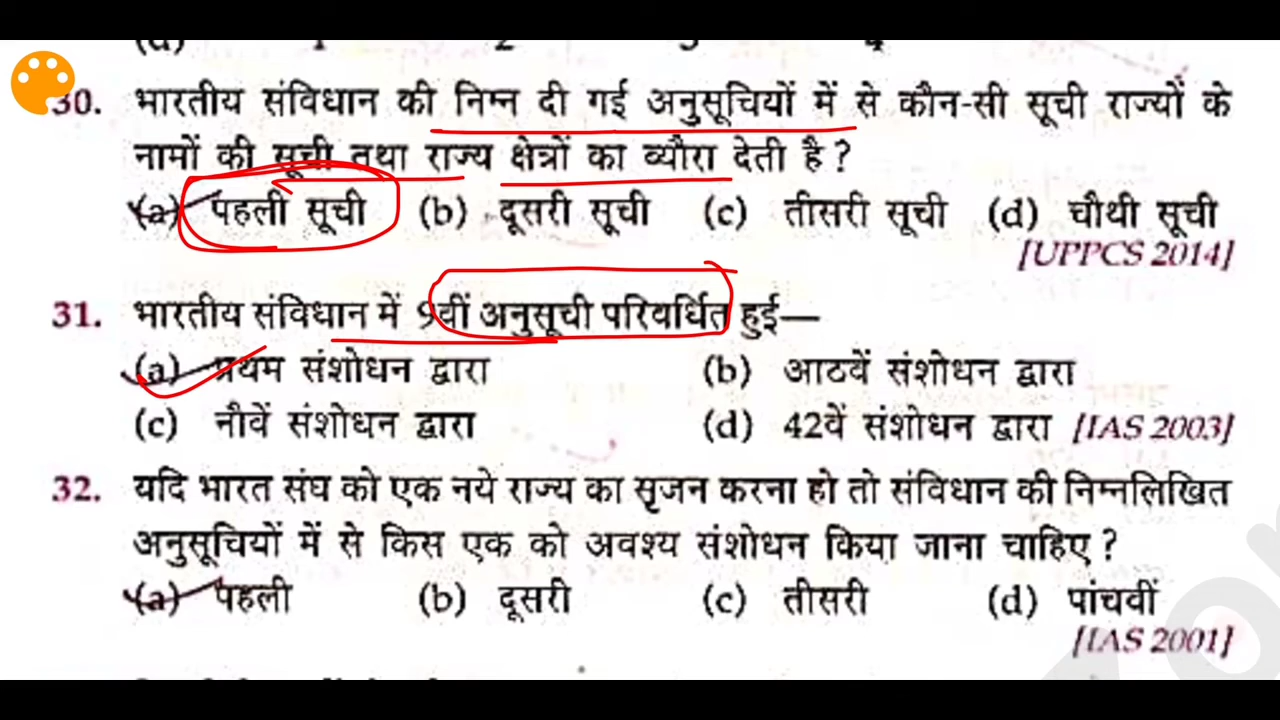 30. भारतीय संविधान की निम्न दी गई अनुसूचियों में से कौन-सी सूची राज्यों के
नामों की सूची तथा राज्य क्षेत्रों का ब्यौरा देती है ?
(a) पहली सूची (b) दूसरी सूची (c) तीसरी सूची (d) चौथी सूची
[UPPCS 2014]
31. भारतीय संविधान में 9वीं अनुसूची परिवर्धित हुई—
(a) प्रथम संशोधन द्वारा (b) आठवें संशोधन द्वारा
(c) नौवें संशोधन द्वारा (d) 42वें संशोधन द्वारा [IAS 2003]
32. यदि भारत संघ को एक नये राज्य का सृजन करना हो तो संविधान की निम्नलिखित
अनुसूचियों में से किस एक को अवश्य संशोधन किया जाना चाहिए ?
(a) पहली (b) दूसरी (c) तीसरी (d) पांचवीं
[IAS 2001]